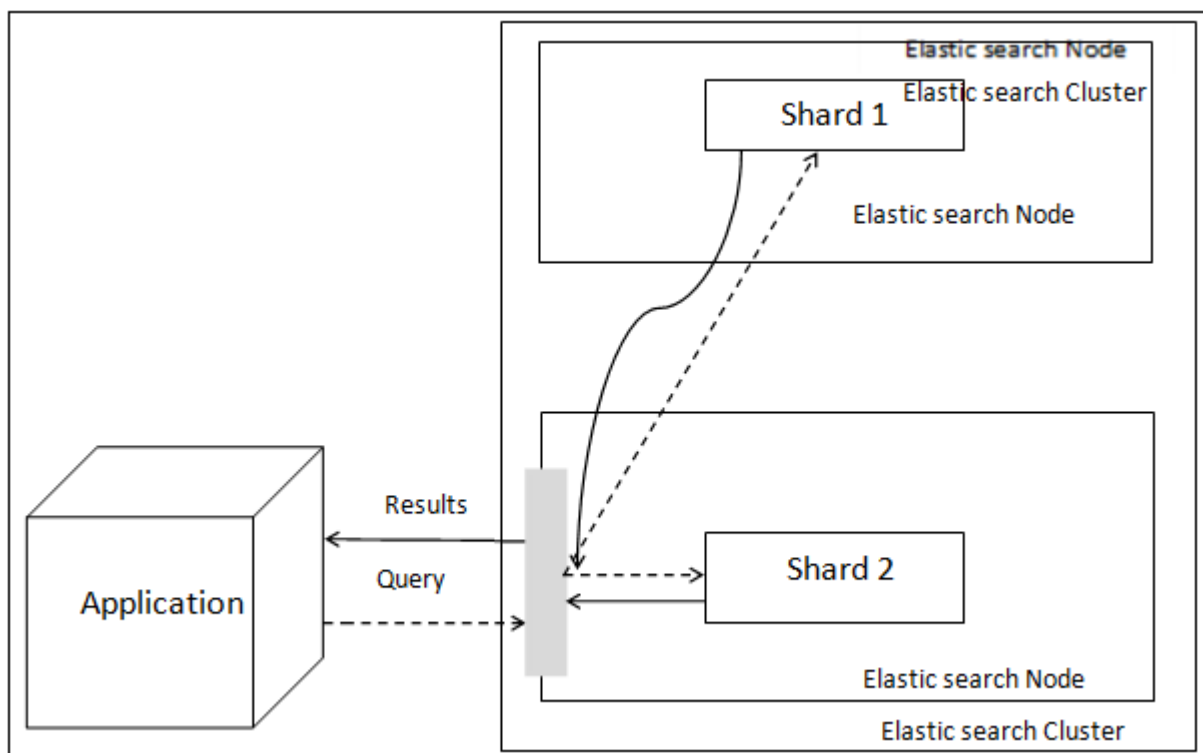 Elastic search Node
Elastic search Cluster
Shard 1
Elastic search Node
Results
Query
Application
Shard 2
Elastic search Node
Elastic search Cluster